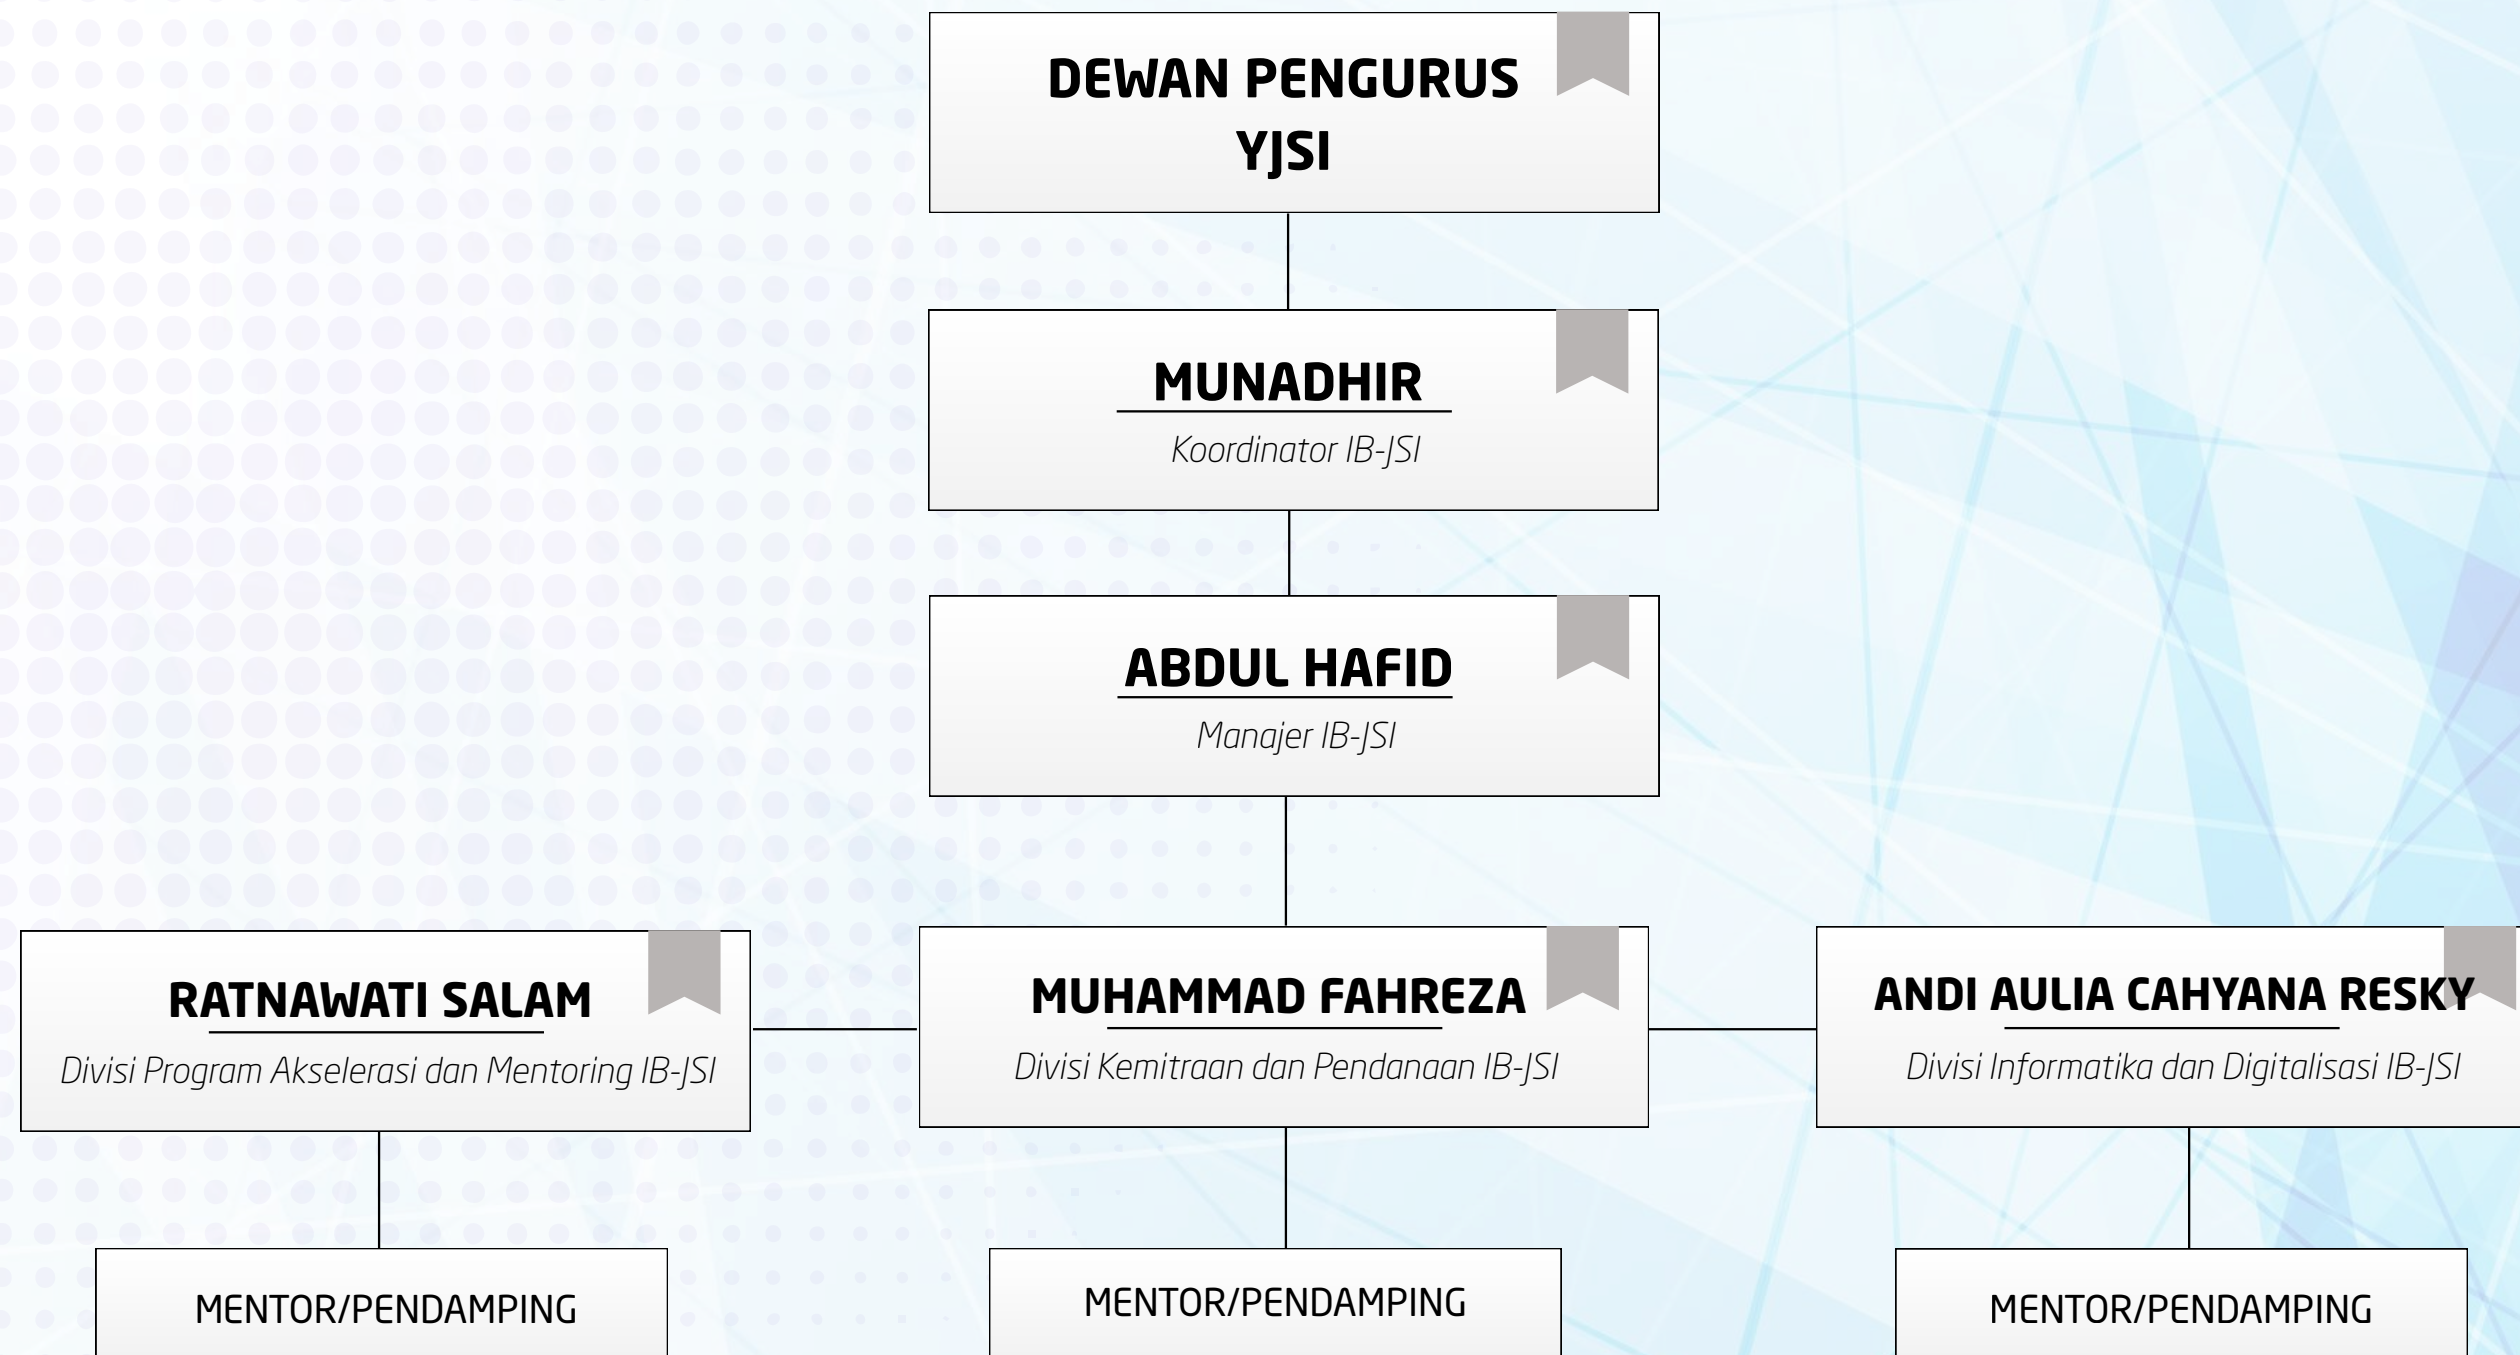 DEWAN PENGURUS
YJSI
MUNADHIR
Koordinator IB-JSI
ABDUL HAFID
Manajer IB-JSI
RATNAWATI SALAM
Divisi Program Akselerasi dan Mentoring IB-JSI
MUHAMMAD FAHREZA
Divisi Kemitraan dan Pendanaan IB-JSI
ANDI AULIA CAHYANA RESKY
Divisi Informatika dan Digitalisasi IB-JSI
MENTOR/PENDAMPING
MENTOR/PENDAMPING
MENTOR/PENDAMPING